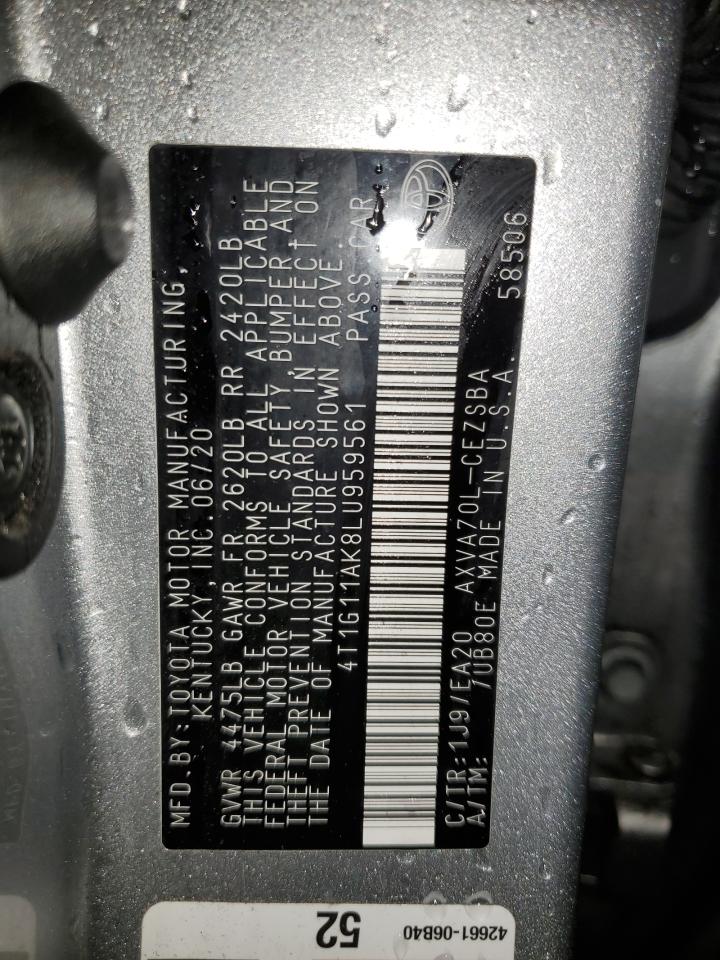 MFD. BY: TOYOTA MOTOR MANUFACTURING,
KENTUCKY, INC. 06/20
GVWR 4475LB GAWR FR 2620LB RR 2420LB
THIS VEHICLE CONFORMS TO ALL APPLICABLE
FEDERAL MOTOR VEHICLE SAFETY, BUMPER, AND
THEFT PREVENTION STANDARDS IN EFFECT ON
THE DATE OF MANUFACTURE SHOWN ABOVE.
4T1G11AK8LU959561 PASS.CAR
C/TR: 1J9/EA20 AXVA70L-CEZSBA
A/TM: /UB80E MADE IN U.S.A. 58506
52
42661-06B40